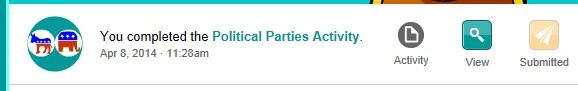 You completed the Political Parties Activity.
Apr 8, 2014 · 11:28am
Activity
View
Submitted